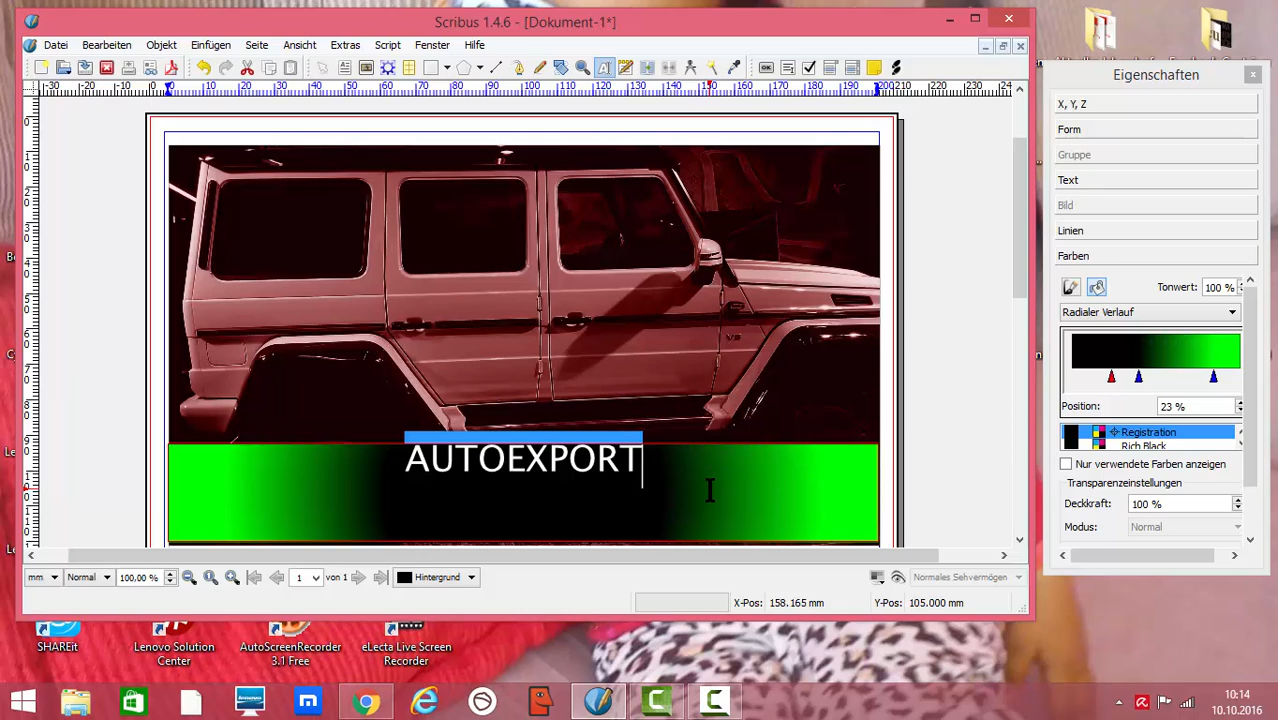 Scribus 1.4.6 - [Dokument-1*]
Datei Bearbeiten Objekt Einfügen Seite Ansicht Extras Script Fenster Hilfe
Eigenschaften
X, Y, Z
Form
Gruppe
Text
Bild
Linien
Farben
Tonwert: 100 %
Radialer Verlauf
Position: 23 %
Registration
Rich Black
Nur verwendete Farben anzeigen
Transparenzeinstellungen
Deckkraft: 100 %
Modus: Normal
AUTOEXPORT
mm Normal 100,00 % 1 von 1 Hintergrund Normales Sehvermögen
X-Pos: 158.165 mm Y-Pos: 105.000 mm
SHAREit
Lenovo Solution Center
AutoScreenRecorder 3.1 Free
eLecta Live Screen Recorder
10:14
10.10.2016